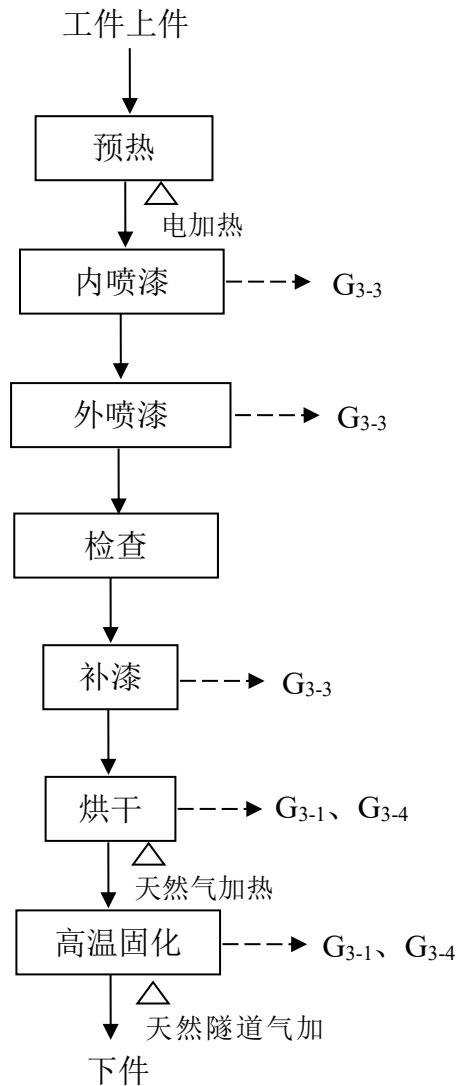 工件上件
预热
电加热
内喷漆
G3-3
外喷漆
G3-3
检查
补漆
G3-3
烘干
G3-1、G3-4
天然气加热
高温固化
G3-1、G3-4
天然隧道气加
下件